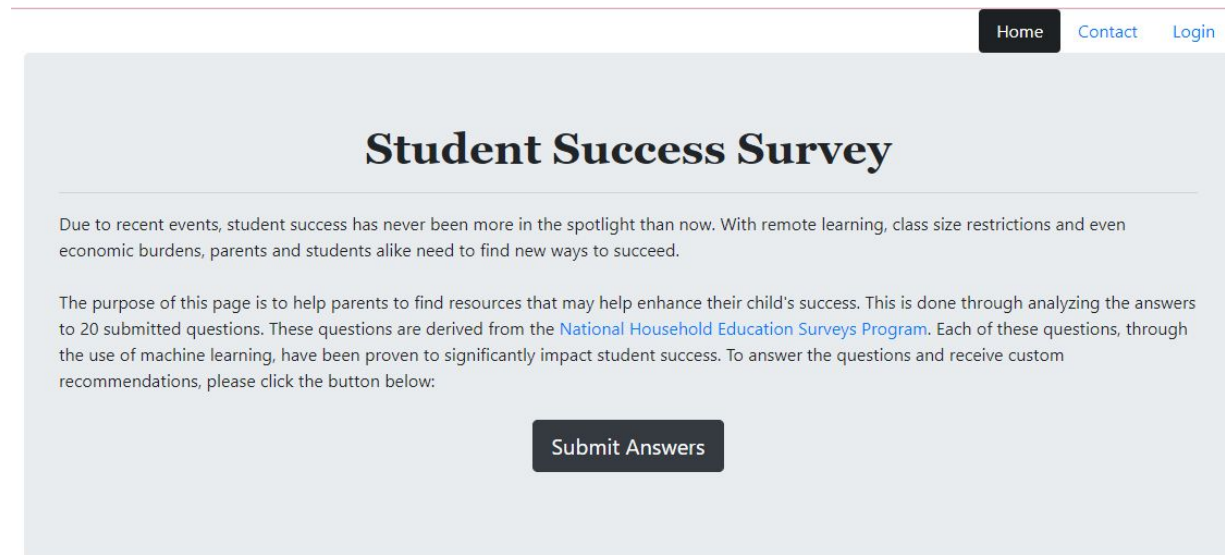 Home Contact Login
Student Success Survey
Due to recent events, student success has never been more in the spotlight than now. With remote learning, class size restrictions and even
economic burdens, parents and students alike need to find new ways to succeed.
The purpose of this page is to help parents to find resources that may help enhance their child's success. This is done through analyzing the answers
to 20 submitted questions. These questions are derived from the National Household Education Surveys Program. Each of these questions, through
the use of machine learning, have been proven to significantly impact student success. To answer the questions and receive custom
recommendations, please click the button below:
Submit Answers